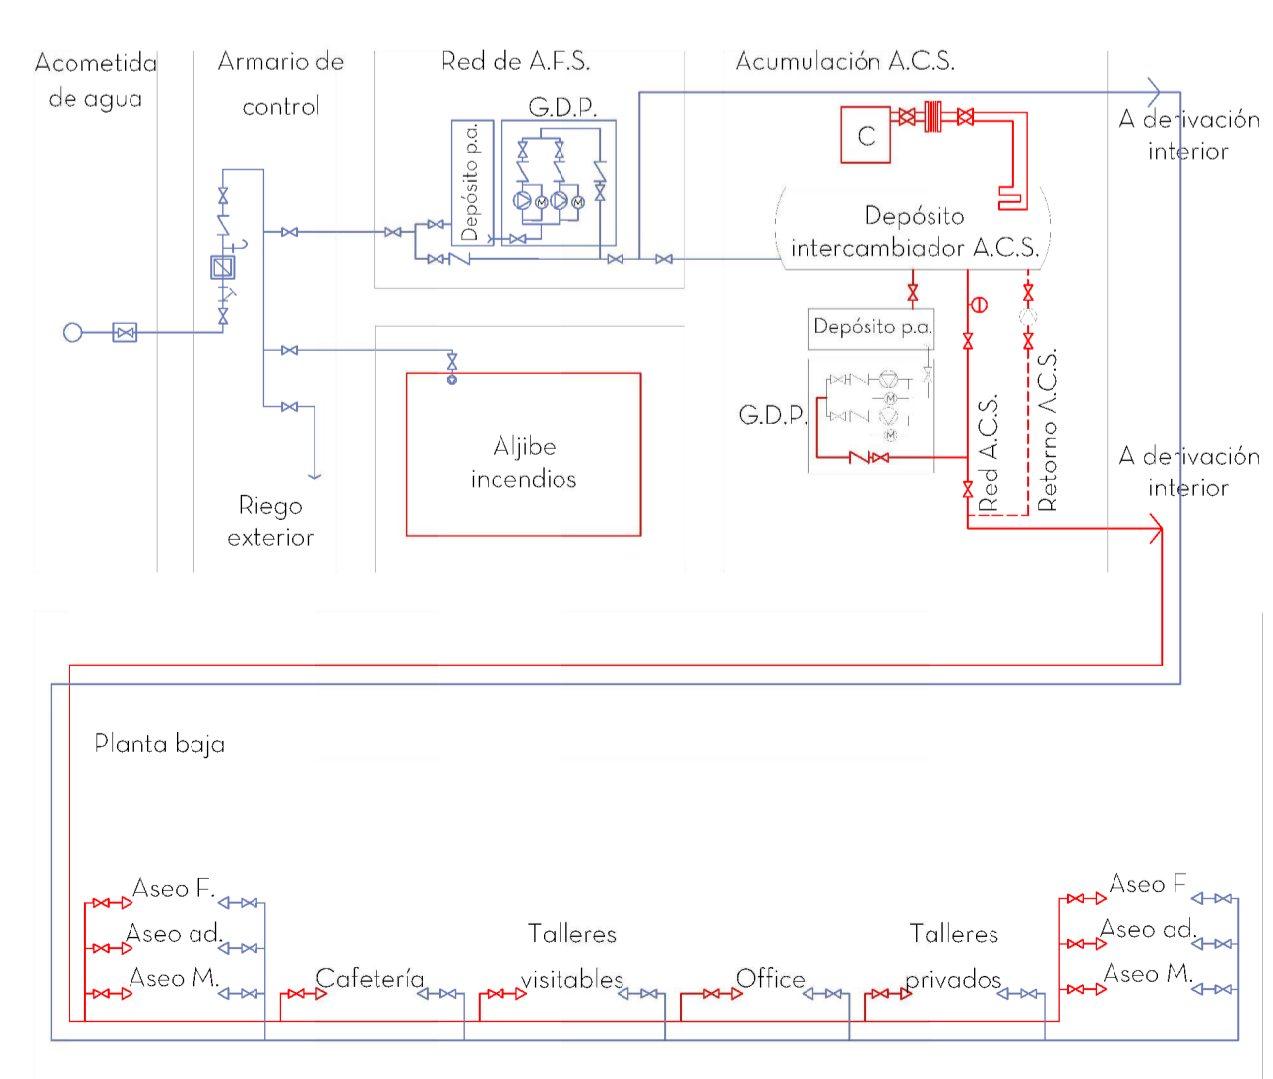 Acometida
de agua
Armario de
control
Red de A.F.S.
G.D.P.
Depósito p.a.
M
M
Acumulación A.C.S.
C
Depósito
intercambiador A.C.S.
A derivación
interior
Depósito p.a.
G.D.P.
M
M
Red A.C.S.
Retorno A.C.S.
A derivación
interior
Aljibe
incendios
Riego
exterior
Planta baja
Aseo F.
Aseo ad.
Aseo M.
Cafetería
Talleres
visitables
Office
Talleres
privados
Aseo F
Aseo ad.
Aseo M.